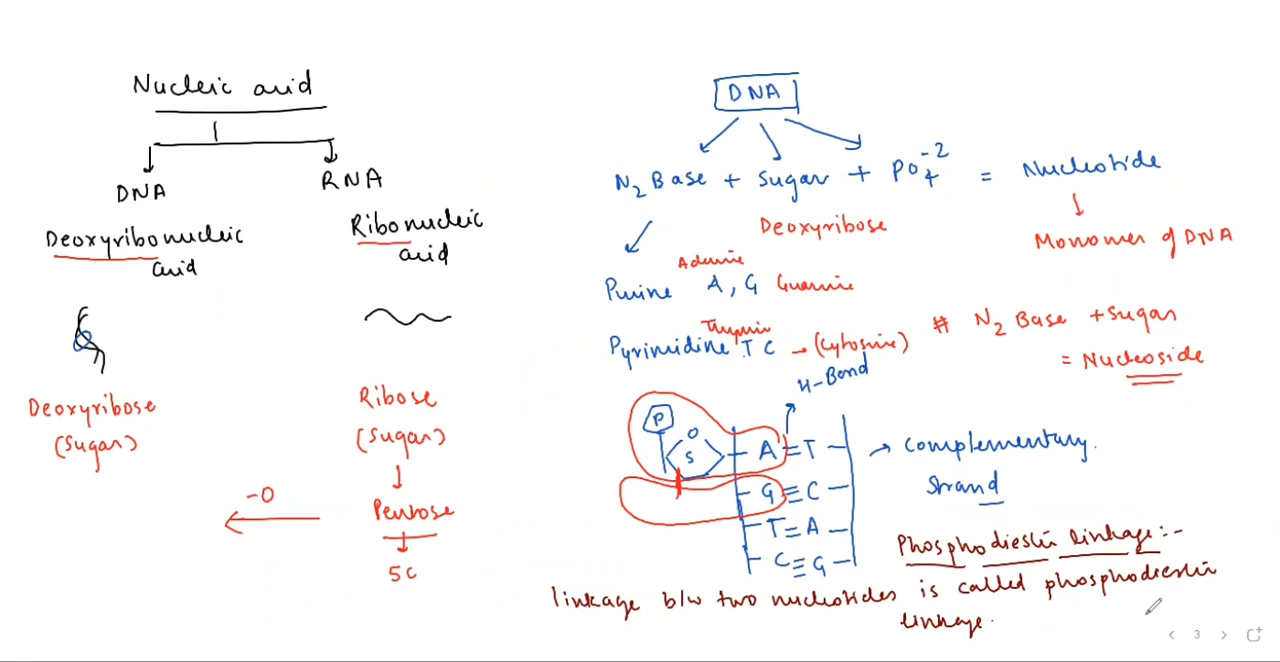 Nucleic acid
DNA
RNA
Deoxyribonucleic
acid
Ribonucleic
acid
Deoxyribose
(Sugar)
Ribose
(Sugar)
-O
Pentose
5C
DNA
N2 Base + Sugar + PO4^-2 = Nucleotide
Deoxyribose
Monomer of DNA
Adenine
Purine A, G Guanine
Thymin
Pyrimidine T C - (Cytosine)
# N2 Base + Sugar
= Nucleoside
H-Bond
P
O
S
A = T
G ≡ C
T = A
C ≡ G
→ Complementary.
Strand
Phosphodiester linkage:-
linkage b/w two nucleotides is called phosphodiester
linkage.
3